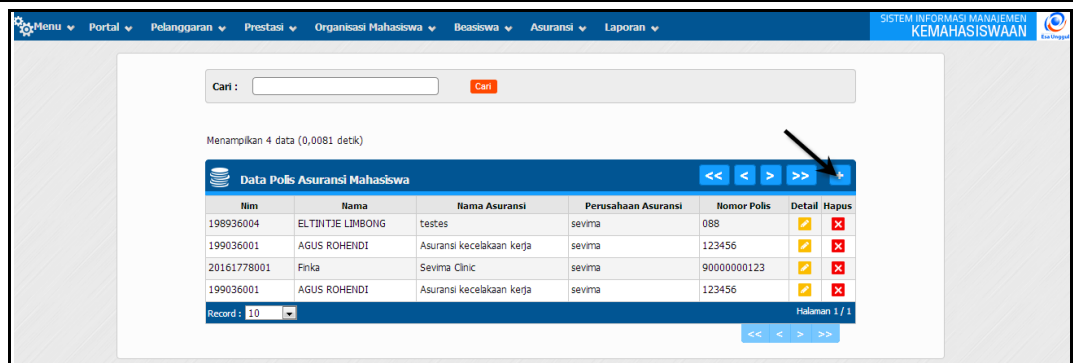 Menu Portal Pelanggaran Prestasi Organisasi Mahasiswa Beasiswa Asuransi Laporan
SISTEM INFORMASI MANAJEMEN
KEMAHASISWAAN
Esa Unggul
Cari : Cari
Menampilkan 4 data (0,0081 detik)
Data Polis Asuransi Mahasiswa << < > >> +
Nim Nama Nama Asuransi Perusahaan Asuransi Nomor Polis Detail Hapus
198936004 ELTINTJE LIMBONG testes sevima 088
199036001 AGUS ROHENDI Asuransi kecelakaan kerja sevima 123456
20161778001 Finka Sevima Clinic sevima 90000000123
199036001 AGUS ROHENDI Asuransi kecelakaan kerja sevima 123456
Record : 10 Halaman 1 / 1
<< < > >>